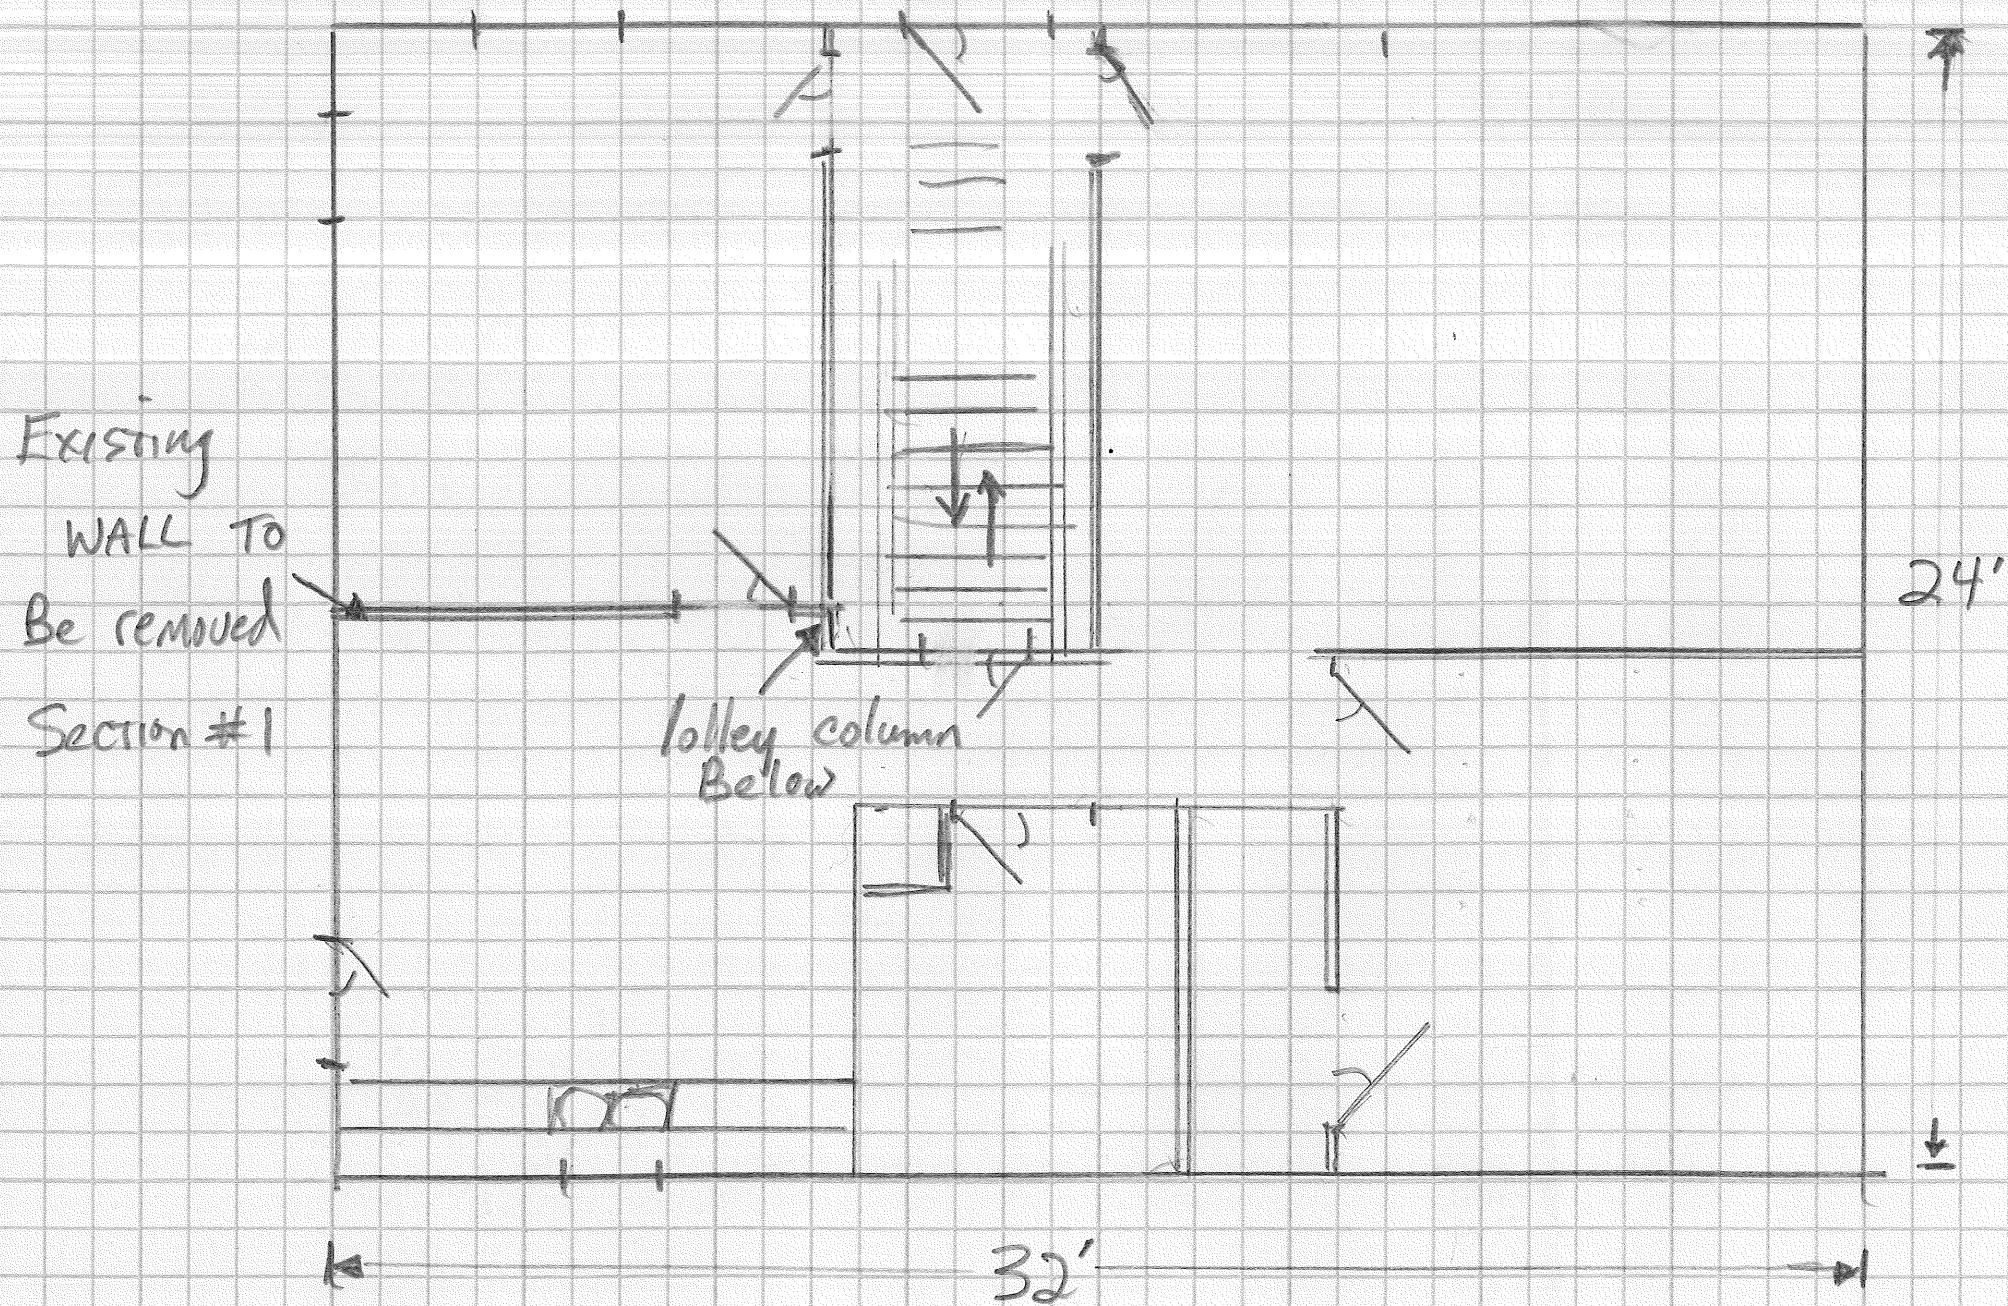 Existing
WALL TO
Be removed
Section #1
lolley column
Below
24'
32'